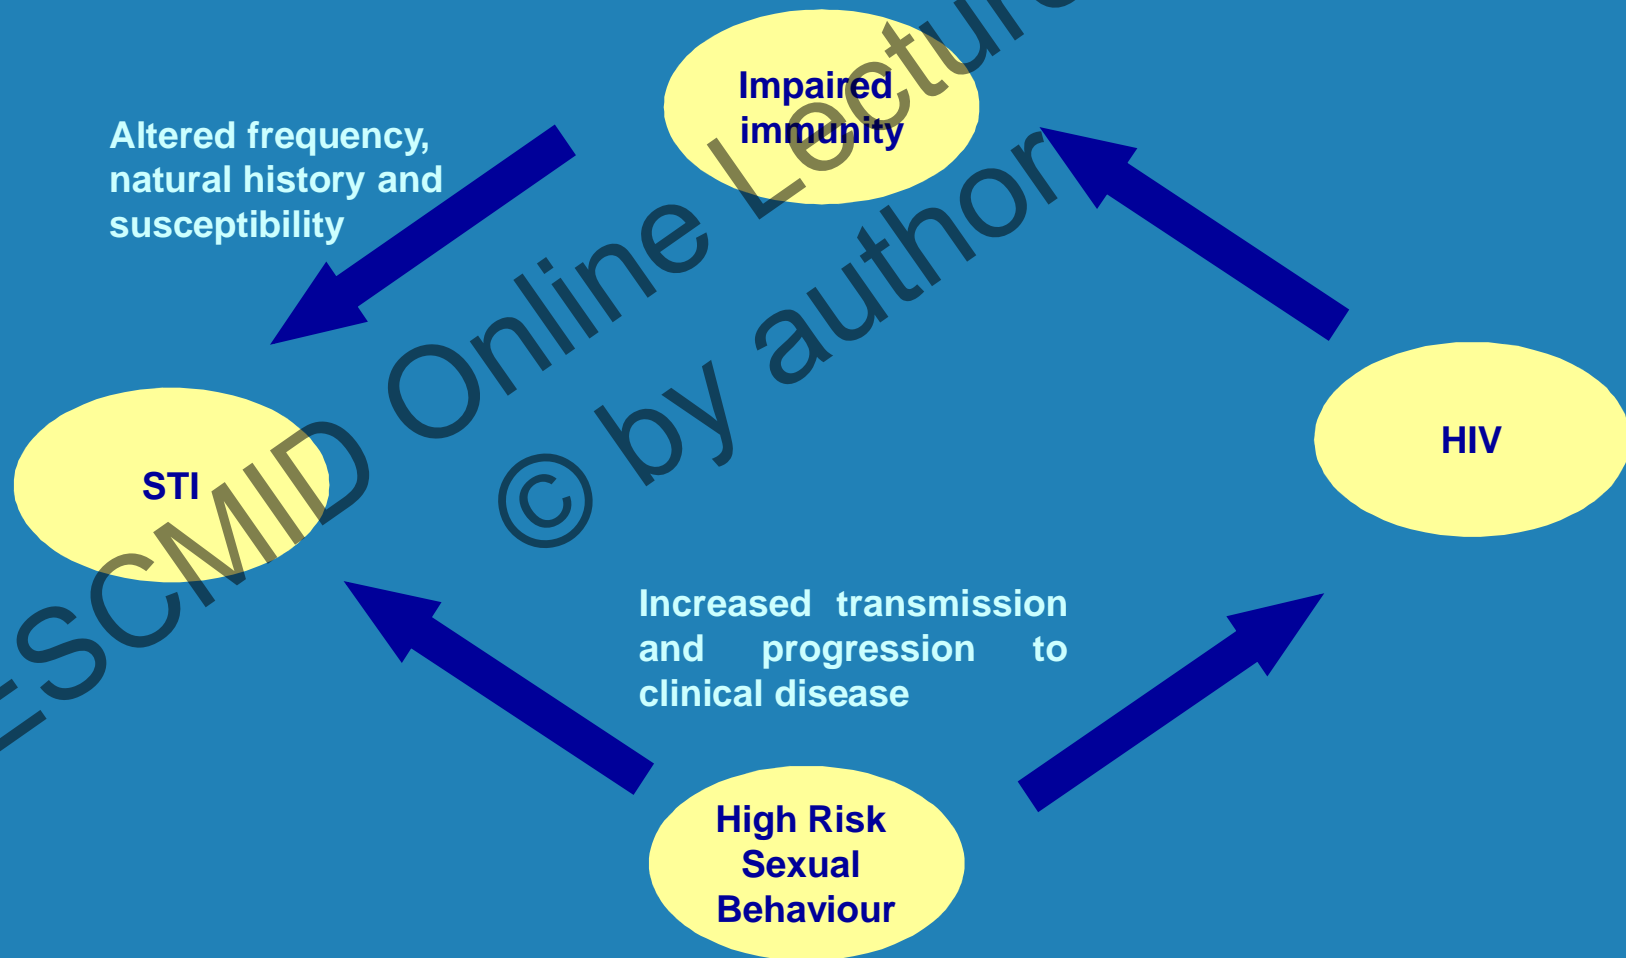 Impaired
immunity
Altered frequency,
natural history and
susceptibility
STI
HIV
Increased transmission
and progression to
clinical disease
High Risk
Sexual
Behaviour
ESCMID Online Lecture
© by author